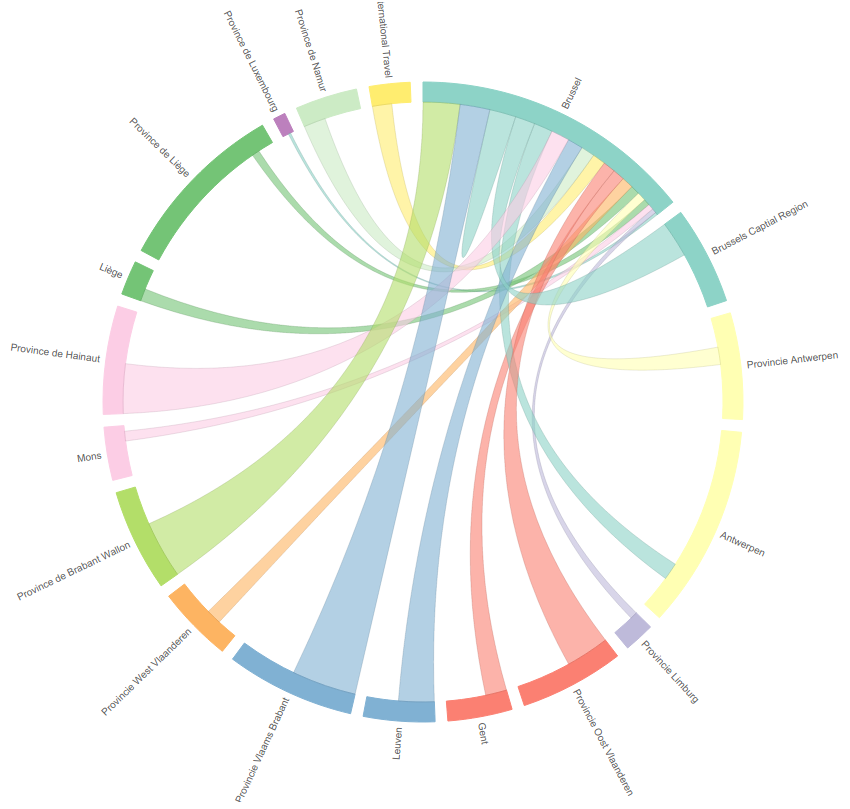 Brussel
Brussels Captial Region
Provincie Antwerpen
Antwerpen
Provincie Limburg
Provincie Oost Vlaanderen
Gent
Leuven
Provincie Vlaams Brabant
Provincie West Vlaanderen
Province de Brabant Wallon
Mons
Province de Hainaut
Liège
Province de Liège
Province de Luxembourg
Province de Namur
ernational Travel